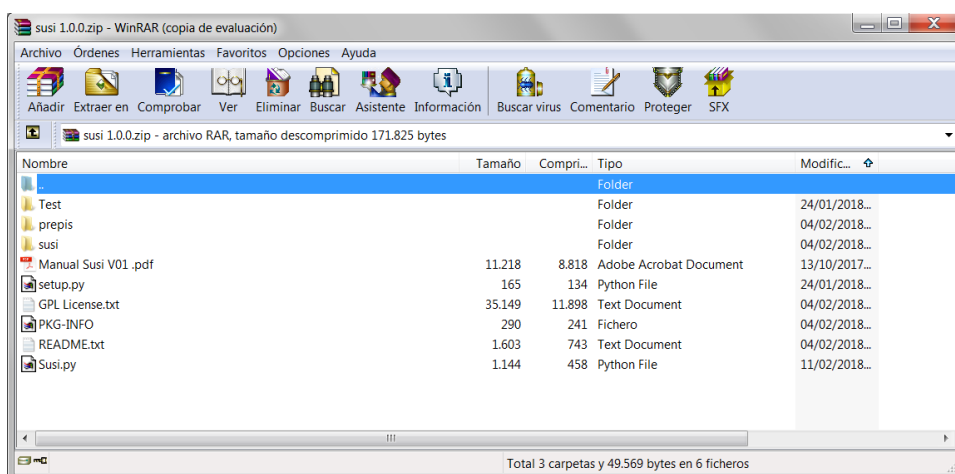 susi 1.0.0.zip - WinRAR (copia de evaluación)
Archivo Órdenes Herramientas Favoritos Opciones Ayuda
Añadir Extraer en Comprobar Ver Eliminar Buscar Asistente Información Buscar virus Comentario Proteger SFX
susi 1.0.0.zip - archivo RAR, tamaño descomprimido 171.825 bytes
Nombre Tamaño Compri... Tipo Modific...
.. Folder
Test Folder 24/01/2018...
prepis Folder 04/02/2018...
susi Folder 04/02/2018...
Manual Susi V01 .pdf 11.218 8.818 Adobe Acrobat Document 13/10/2017...
setup.py 165 134 Python File 24/01/2018...
GPL License.txt 35.149 11.898 Text Document 04/02/2018...
PKG-INFO 290 241 Fichero 04/02/2018...
README.txt 1.603 743 Text Document 04/02/2018...
Susi.py 1.144 458 Python File 11/02/2018...
Total 3 carpetas y 49.569 bytes en 6 ficheros